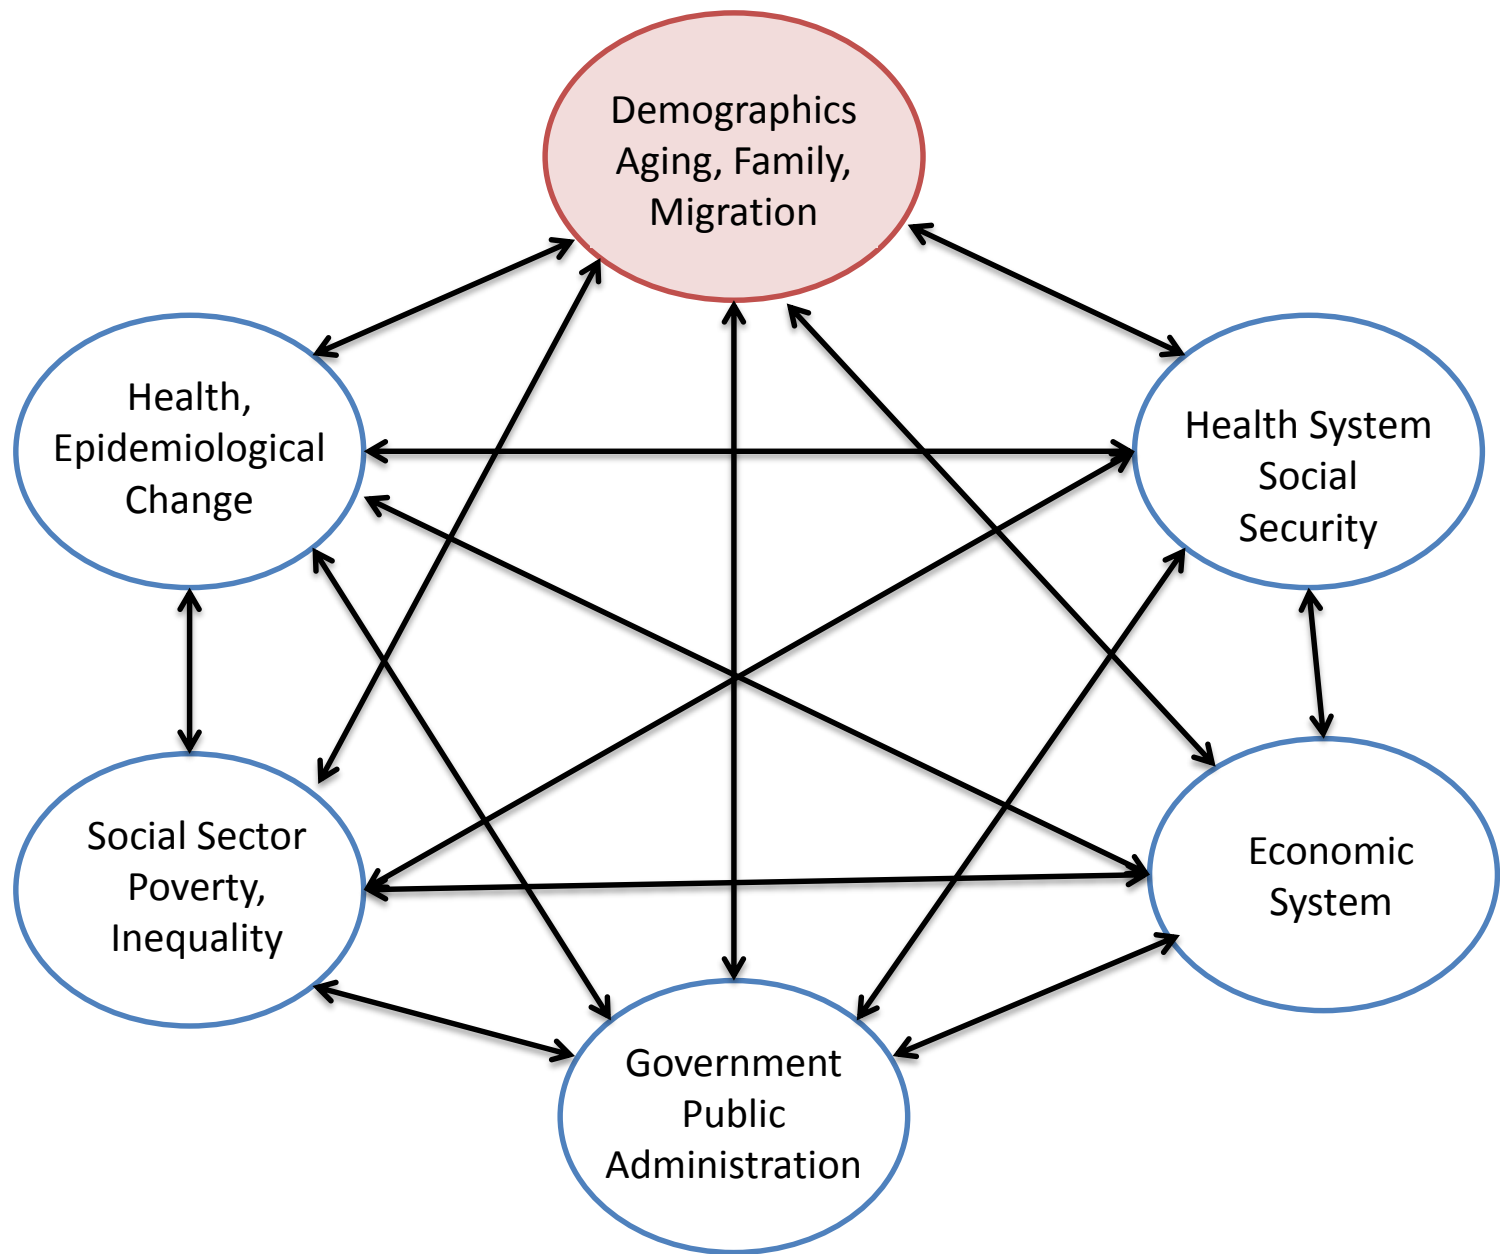 Demographics
Aging, Family,
Migration
Health,
Epidemiological
Change
Health System
Social
Security
Social Sector
Poverty,
Inequality
Economic
System
Government
Public
Administration